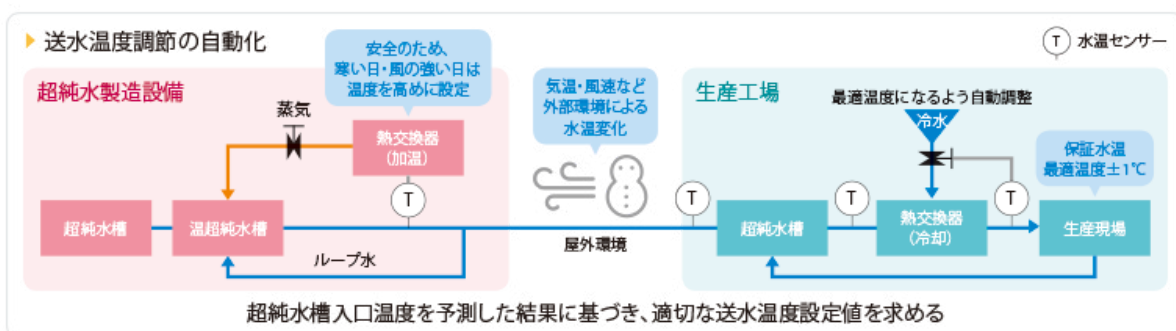 送水温度調節の自動化
T 水温センサー
超純水製造設備
安全のため、
寒い日・風の強い日は
温度を高めに設定
蒸気
熱交換器
(加温)
T
超純水槽
温超純水槽
ループ水
気温・風速など
外部環境による
水温変化
屋外環境
生産工場
最適温度になるよう自動調整
冷水
保証水温
最適温度±1℃
T
超純水槽
T
熱交換器
(冷却)
T
生産現場
超純水槽入口温度を予測した結果に基づき、適切な送水温度設定値を求める